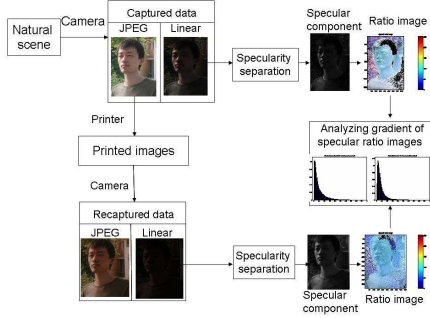 Natural
scene
Camera
Captured data
JPEG Linear
Specularity
separation
Specular
component
Ratio image
Printer
Printed images
Camera
Analyzing gradient of
specular ratio images
Recaptured data
JPEG Linear
Specularity
separation
Specular
component
Ratio image